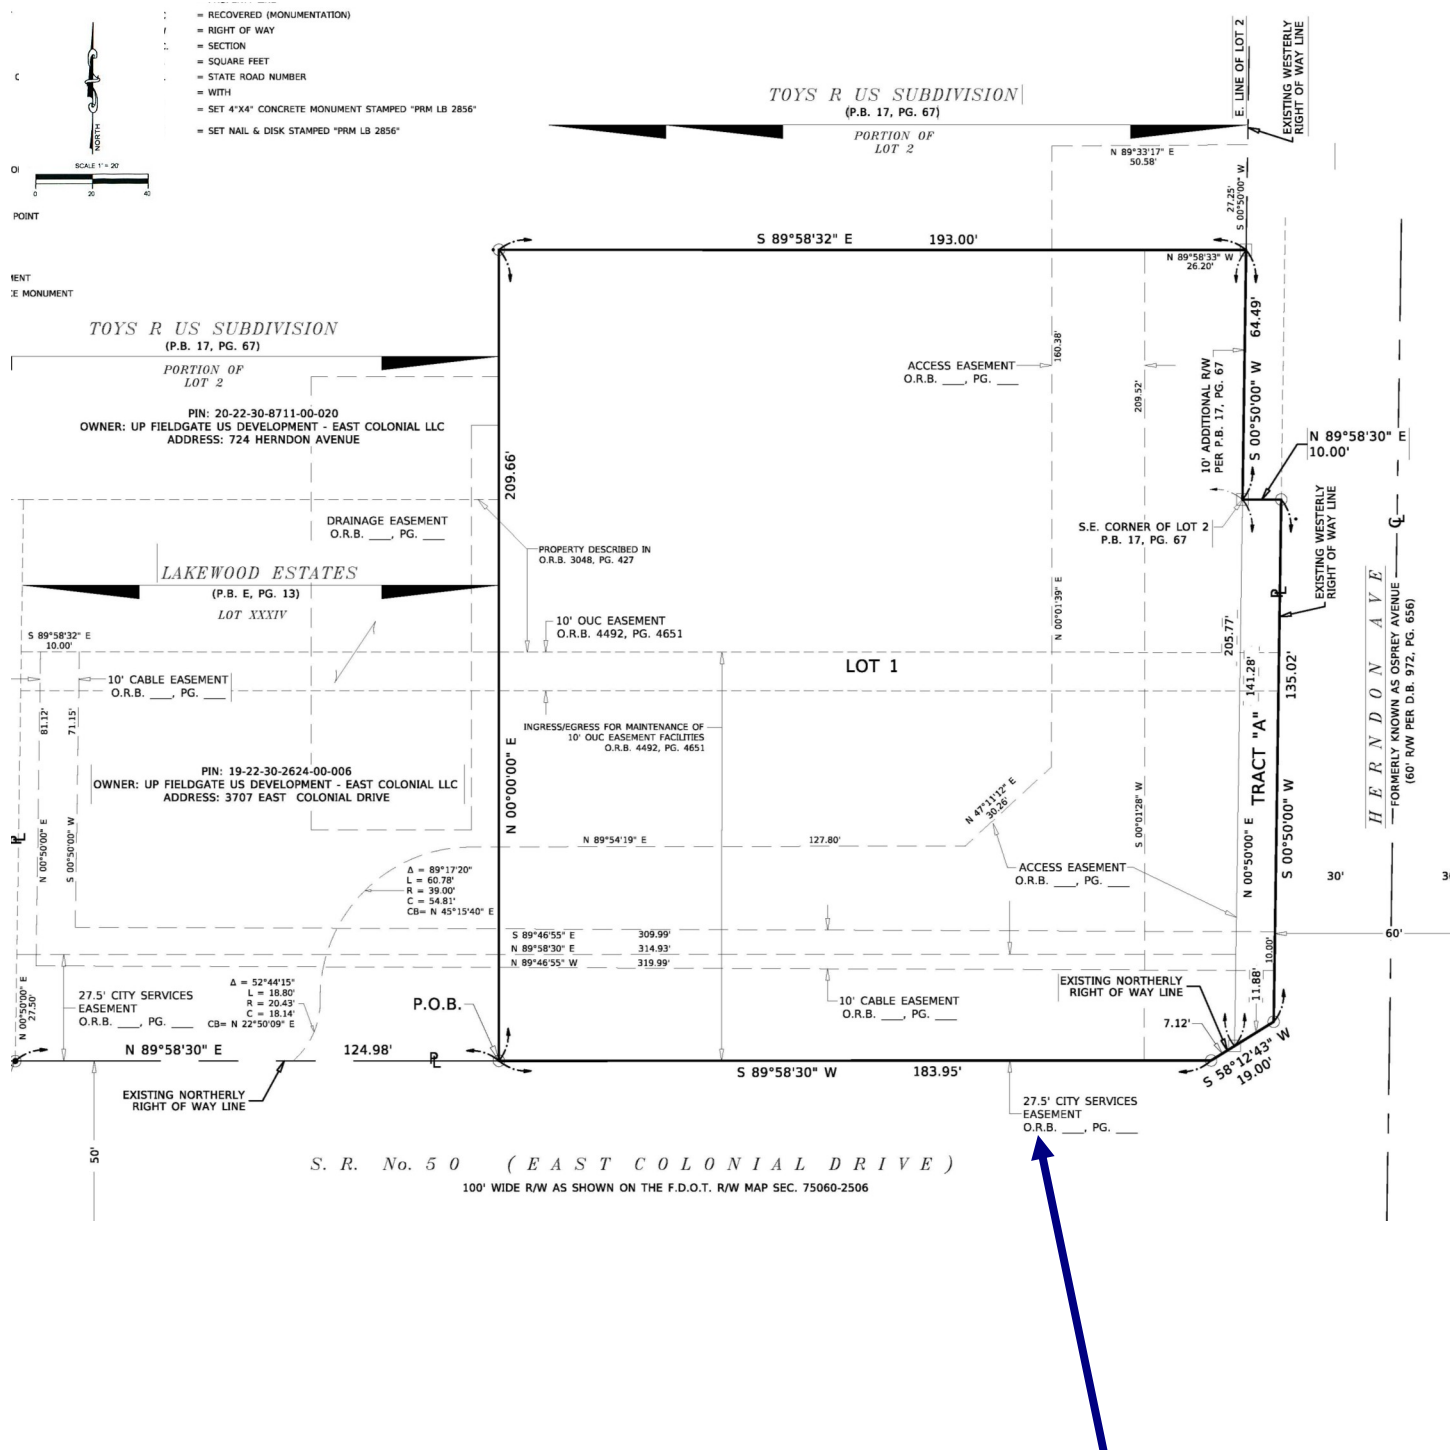 = RECOVERED (MONUMENTATION)
= RIGHT OF WAY
= SECTION
= SQUARE FEET
= STATE ROAD NUMBER
= WITH
= SET 4"X4" CONCRETE MONUMENT STAMPED "PRM LB 2856"
= SET NAIL & DISK STAMPED "PRM LB 2856"
NORTH
SCALE 1" = 20'
0 20 40
POINT
MENT
E MONUMENT
TOYS R US SUBDIVISION
(P.B. 17, PG. 67)
PORTION OF
LOT 2
E. LINE OF LOT 2
EXISTING WESTERLY
RIGHT OF WAY LINE
N 89°33'17" E
50.58'
27.25'
S 00°50'00" W
S 89°58'32" E 193.00'
N 89°58'33" W
26.20'
TOYS R US SUBDIVISION
(P.B. 17, PG. 67)
PORTION OF
LOT 2
PIN: 20-22-30-8711-00-020
OWNER: UP FIELDGATE US DEVELOPMENT - EAST COLONIAL LLC
ADDRESS: 724 HERNDON AVENUE
209.66'
N 00°00'00" E
ACCESS EASEMENT
O.R.B. ___, PG. ___
160.38'
209.52'
10' ADDITIONAL R/W
PER P.B. 17, PG. 67
64.49'
S 00°50'00" W
N 89°58'30" E
10.00'
S.E. CORNER OF LOT 2
P.B. 17, PG. 67
EXISTING WESTERLY
RIGHT OF WAY LINE
DRAINAGE EASEMENT
O.R.B. ___, PG. ___
PROPERTY DESCRIBED IN
O.R.B. 3048, PG. 427
LAKEWOOD ESTATES
(P.B. E, PG. 13)
LOT XXXIV
S 89°58'32" E
10.00'
10' OUC EASEMENT
O.R.B. 4492, PG. 4651
N 00°01'39" E
LOT 1
205.77'
141.28'
135.02'
TRACT "A"
N 00°50'00" E
S 00°50'00" W
HERNDON AVE
FORMERLY KNOWN AS OSPREY AVENUE
(60' R/W PER D.B. 972, PG. 656)
10' CABLE EASEMENT
O.R.B. ___, PG. ___
81.12'
71.15'
N 00°50'00" E
S 00°50'00" W
INGRESS/EGRESS FOR MAINTENANCE OF
10' OUC EASEMENT FACILITIES
O.R.B. 4492, PG. 4651
PIN: 19-22-30-2624-00-006
OWNER: UP FIELDGATE US DEVELOPMENT - EAST COLONIAL LLC
ADDRESS: 3707 EAST COLONIAL DRIVE
N 47°11'12" E
30.26'
S 00°01'28" W
N 89°54'19" E 127.80'
Δ = 89°17'20"
L = 60.78'
R = 39.00'
C = 54.81'
CB= N 45°15'40" E
ACCESS EASEMENT
O.R.B. ___, PG. ___
30'
S 89°46'55" E 309.99'
N 89°58'30" E 314.93'
N 89°46'55" W 319.99'
60'
10.00'
N 00°50'00" E
27.50'
27.5' CITY SERVICES
EASEMENT
O.R.B. ___, PG. ___
Δ = 52°44'15"
L = 18.80'
R = 20.43'
C = 18.14'
CB= N 22°50'09" E
P.O.B.
10' CABLE EASEMENT
O.R.B. ___, PG. ___
EXISTING NORTHERLY
RIGHT OF WAY LINE
11.88'
7.12'
S 58°12'43" W
19.00'
N 89°58'30" E 124.98'
S 89°58'30" W 183.95'
EXISTING NORTHERLY
RIGHT OF WAY LINE
50'
27.5' CITY SERVICES
EASEMENT
O.R.B. ___, PG. ___
S. R. No. 50 (EAST COLONIAL DRIVE)
100' WIDE R/W AS SHOWN ON THE F.D.O.T. R/W MAP SEC. 75060-2506